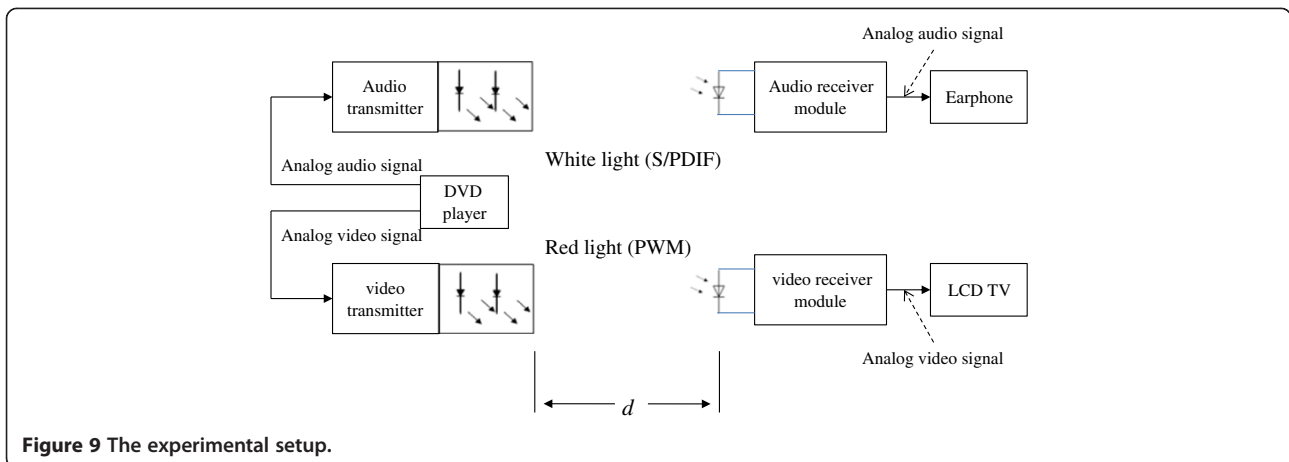 Analog audio signal
Audio
transmitter
Audio receiver
module
Earphone
White light (S/PDIF)
Analog audio signal
DVD
player
Analog video signal
Red light (PWM)
video
transmitter
video receiver
module
LCD TV
Analog video signal
d
Figure 9 The experimental setup.